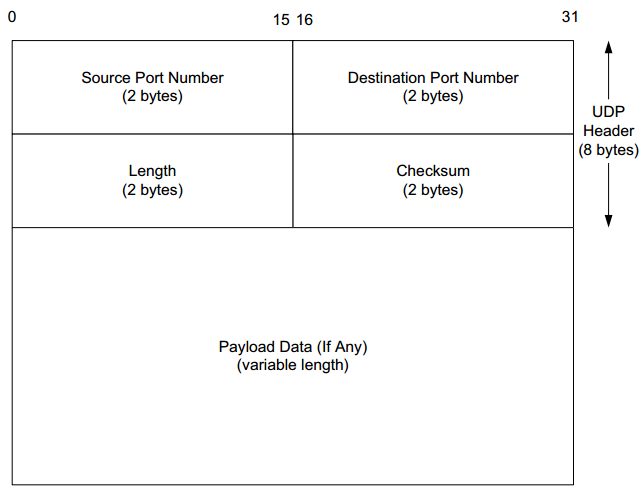 0 15 16 31
Source Port Number
(2 bytes)
Destination Port Number
(2 bytes)
UDP
Header
(8 bytes)
Length
(2 bytes)
Checksum
(2 bytes)
Payload Data (If Any)
(variable length)